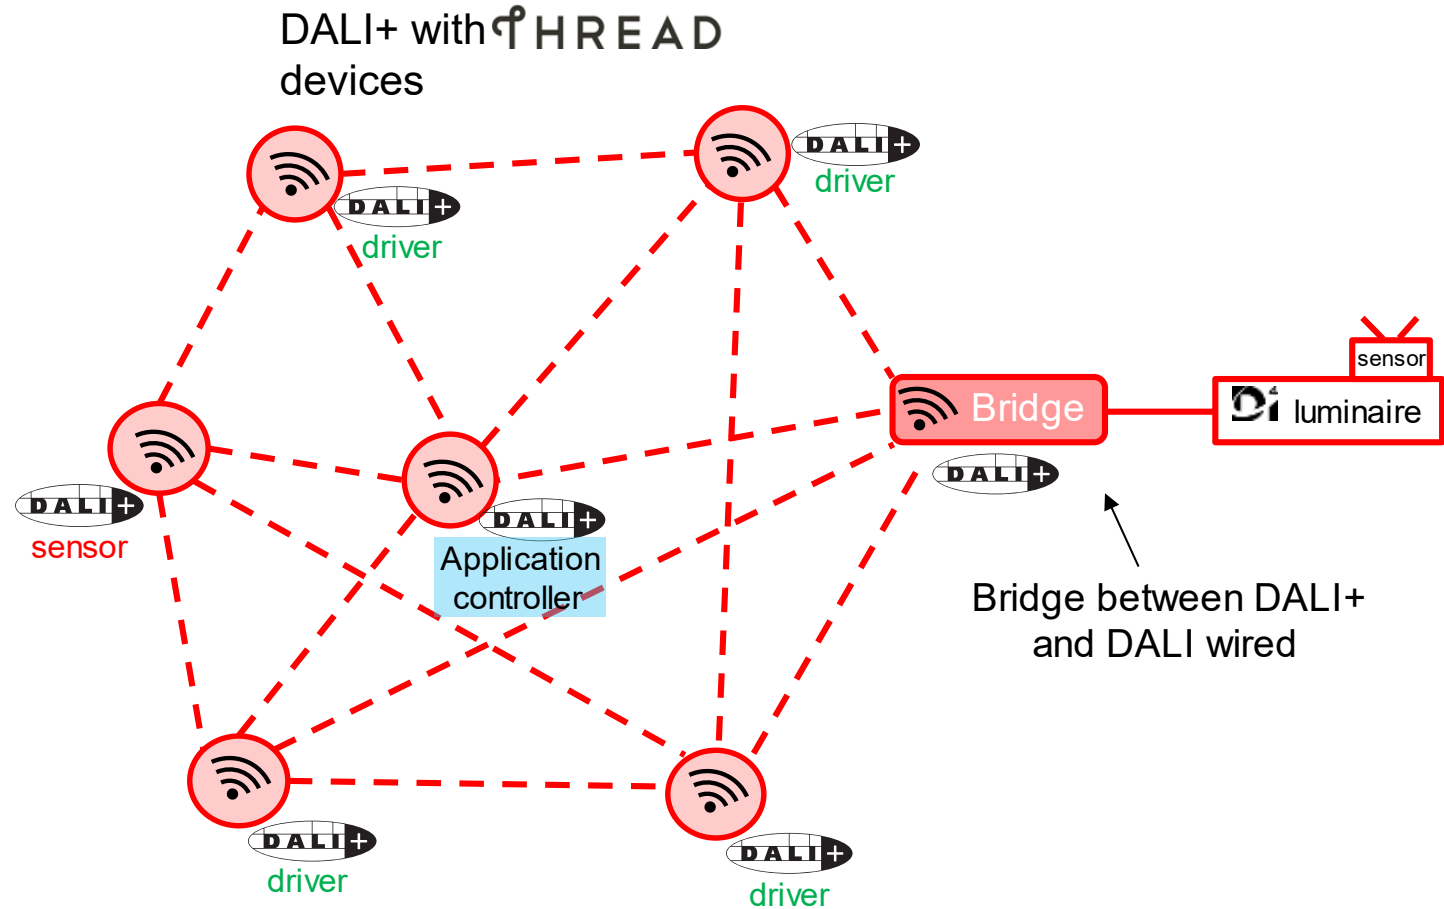 DALI+ with THREAD
devices
DALI+
driver
DALI+
driver
sensor
Bridge
Di luminaire
DALI+
DALI+
sensor
DALI+
Application
controller
Bridge between DALI+
and DALI wired
DALI+
driver
DALI+
driver